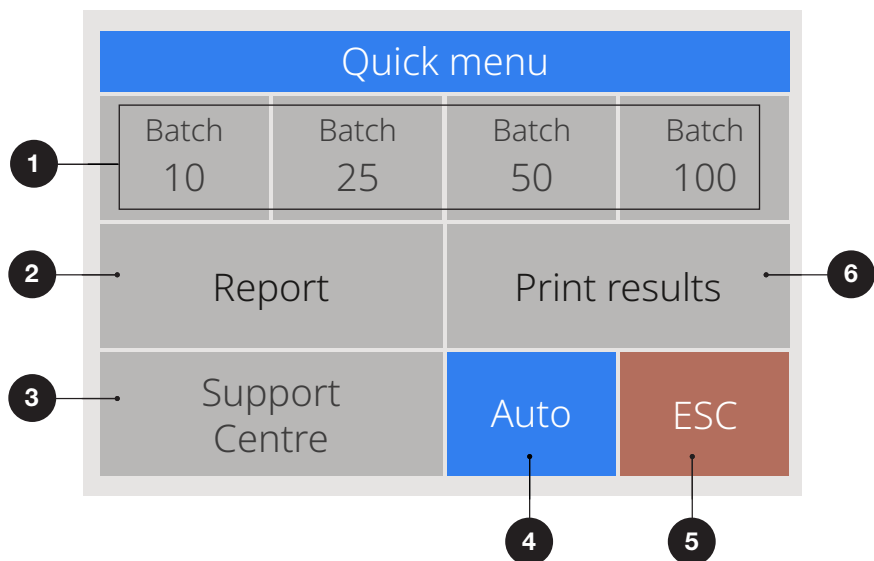 Quick menu
Batch Batch Batch Batch
1
10 25 50 100
2
Report Print results
6
3
Support
Centre
Auto ESC
4 5